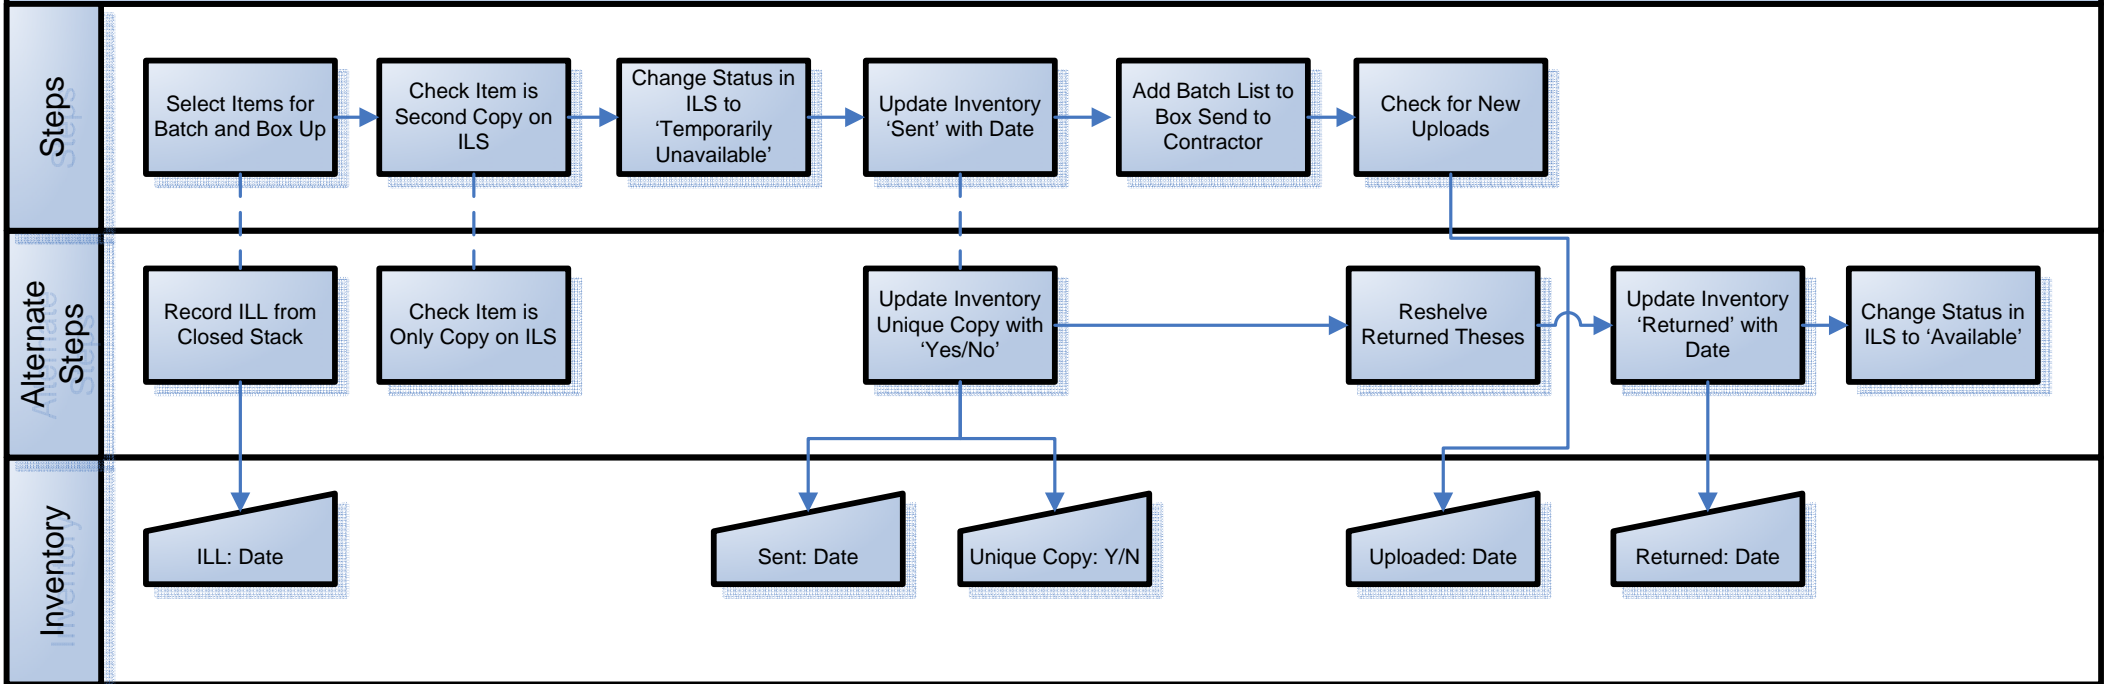 Steps
Select Items for
Batch and Box Up
Check Item is
Second Copy on
ILS
Change Status in
ILS to
‘Temporarily
Unavailable’
Update Inventory
‘Sent’ with Date
Add Batch List to
Box Send to
Contractor
Check for New
Uploads
Alternate
Steps
Record ILL from
Closed Stack
Check Item is
Only Copy on ILS
Update Inventory
Unique Copy with
‘Yes/No’
Reshelve
Returned Theses
Update Inventory
‘Returned’ with
Date
Change Status in
ILS to ‘Available’
Inventory
ILL: Date
Sent: Date
Unique Copy: Y/N
Uploaded: Date
Returned: Date